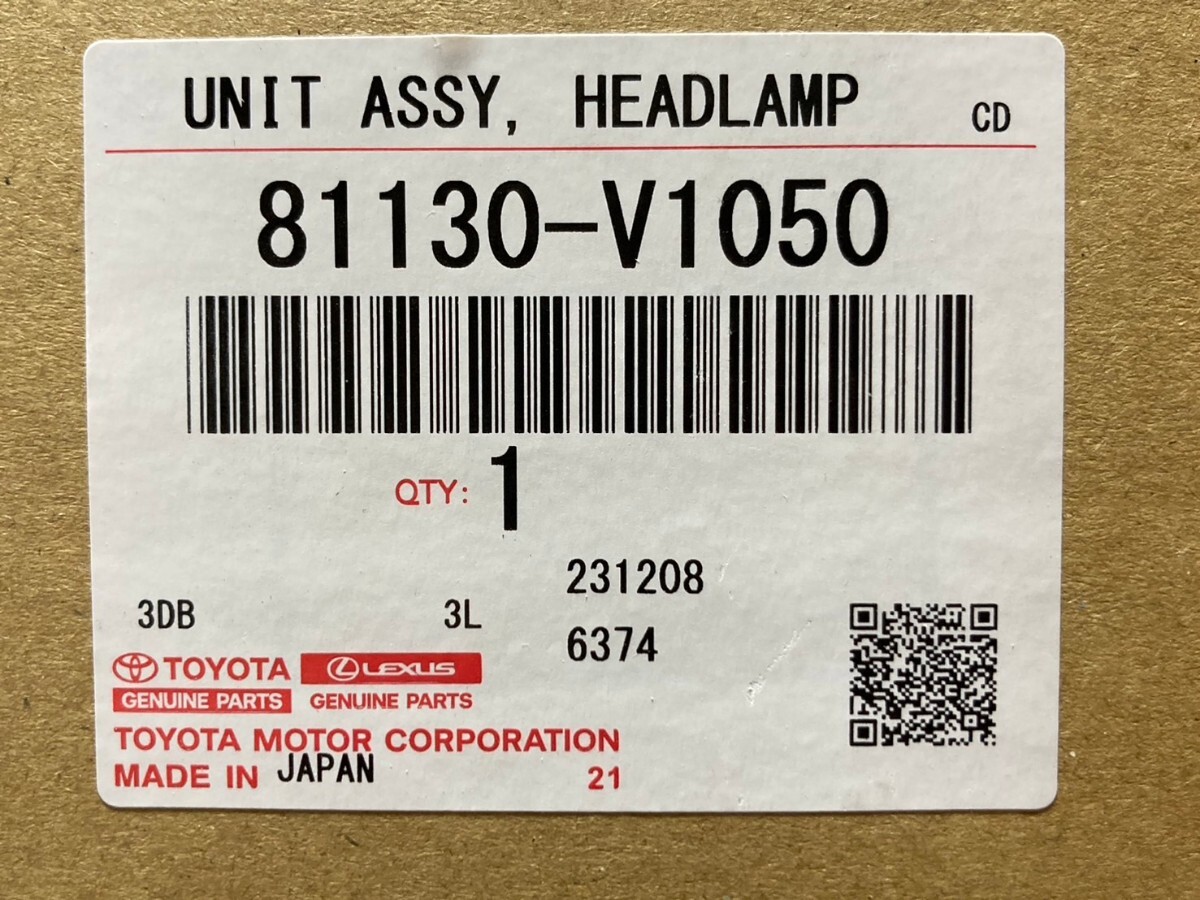 UNIT ASSY, HEADLAMP CD
81130-V1050
QTY: 1
231208
3DB 3L
6374
TOYOTA LEXUS
GENUINE PARTS GENUINE PARTS
TOYOTA MOTOR CORPORATION
MADE IN JAPAN 21